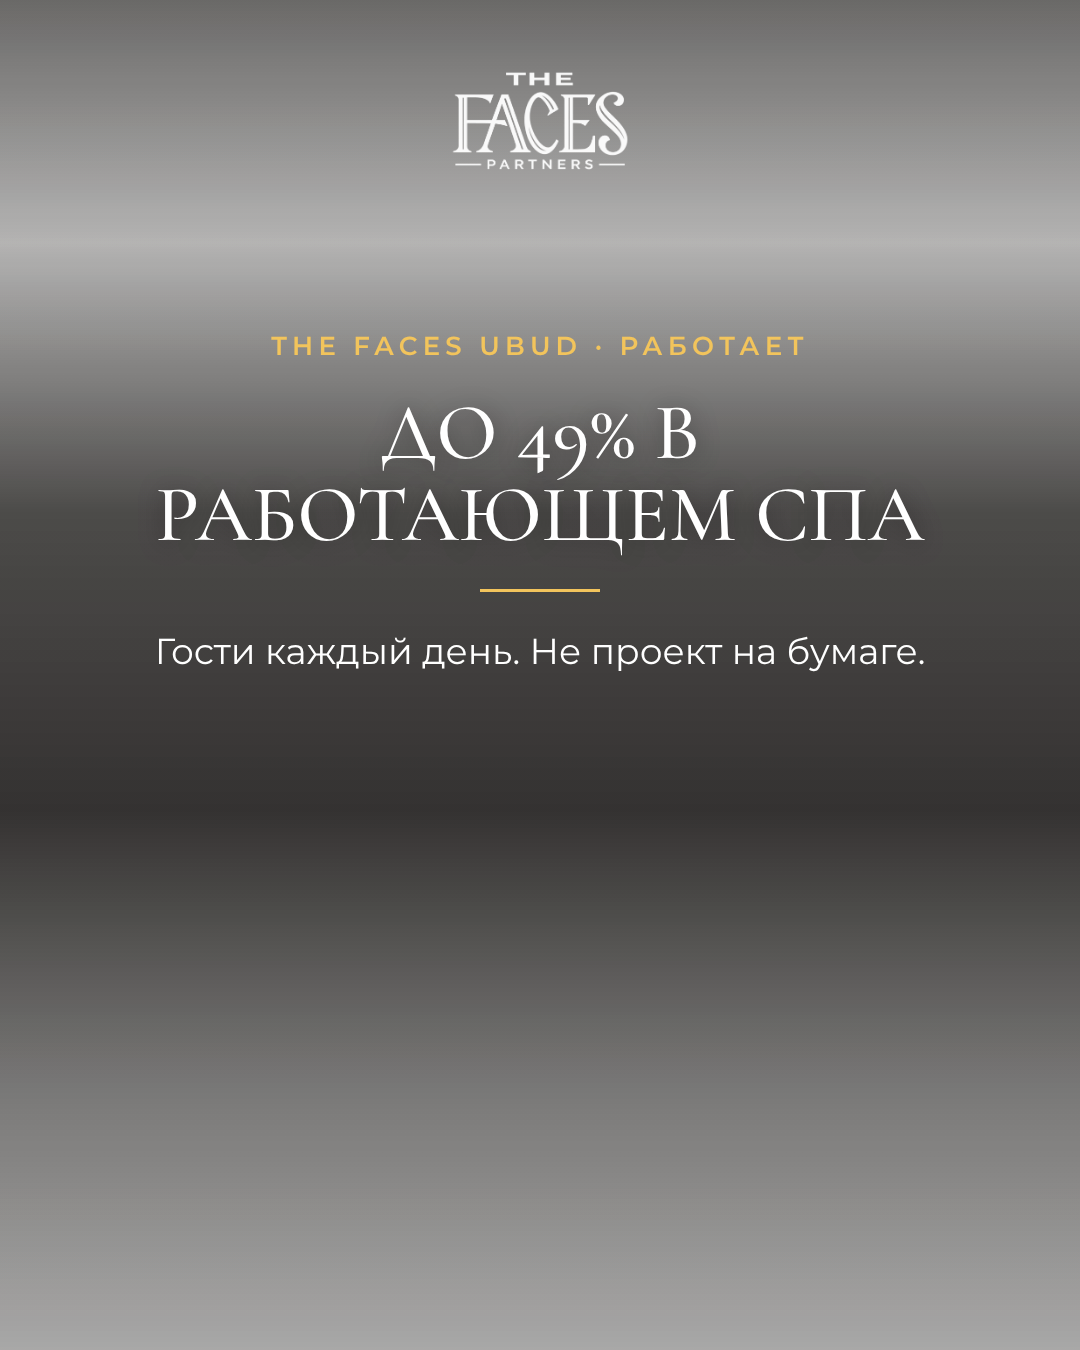 THE
FACES
PARTNERS
THE FACES UBUD · РАБОТАЕТ
ДО 49% В
РАБОТАЮЩЕМ СПА
Гости каждый день. Не проект на бумаге.